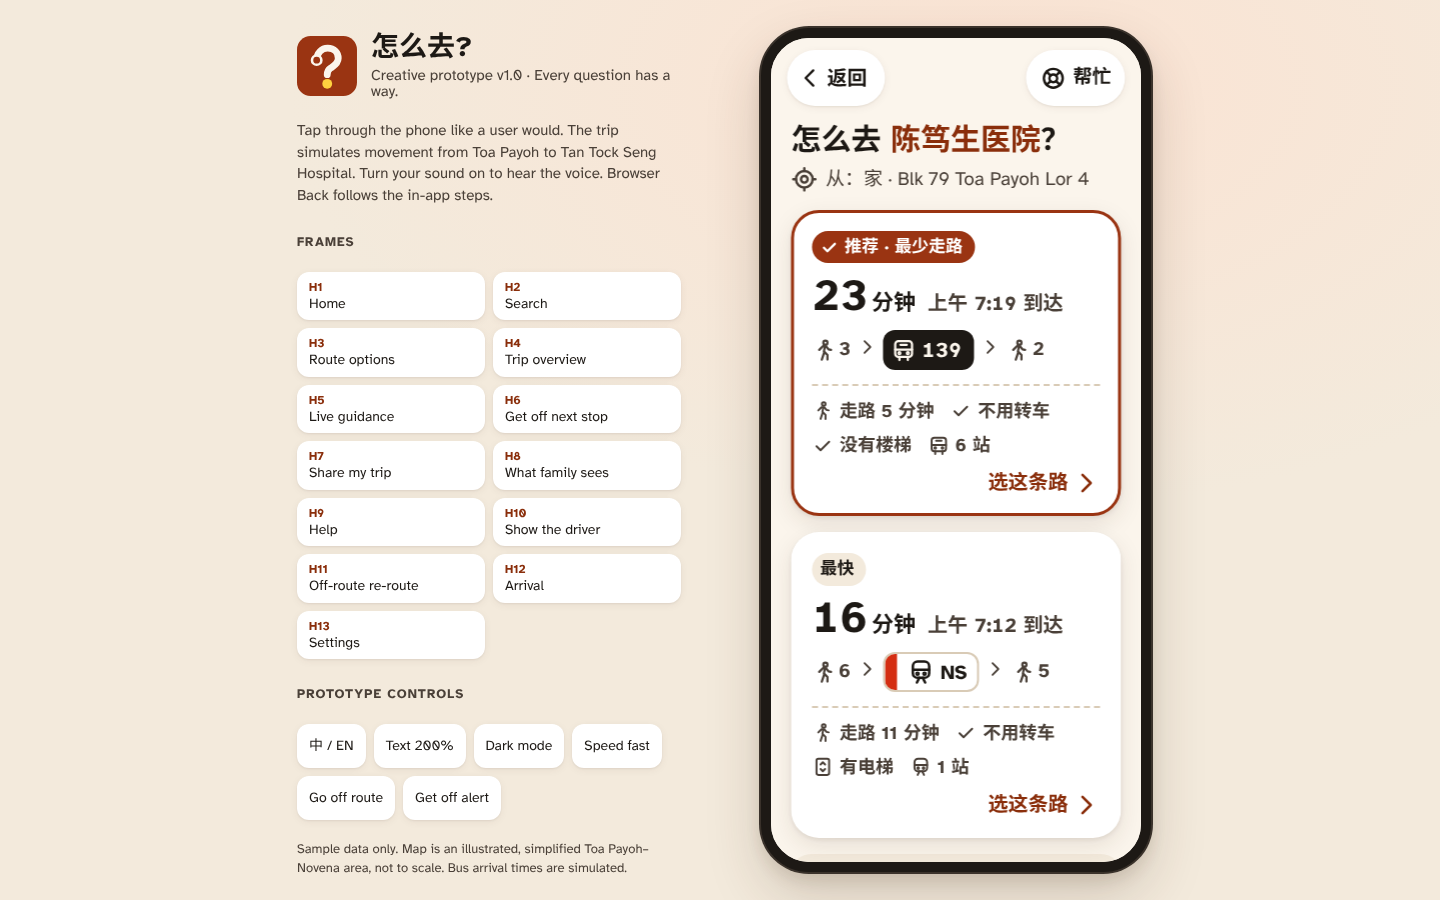 怎么去?
Creative prototype v1.0 · Every question has a
way.
Tap through the phone like a user would. The trip
simulates movement from Toa Payoh to Tan Tock Seng
Hospital. Turn your sound on to hear the voice. Browser
Back follows the in-app steps.
FRAMES
H1
Home
H2
Search
H3
Route options
H4
Trip overview
H5
Live guidance
H6
Get off next stop
H7
Share my trip
H8
What family sees
H9
Help
H10
Show the driver
H11
Off-route re-route
H12
Arrival
H13
Settings
PROTOTYPE CONTROLS
中 / EN
Text 200%
Dark mode
Speed fast
Go off route
Get off alert
Sample data only. Map is an illustrated, simplified Toa Payoh–
Novena area, not to scale. Bus arrival times are simulated.
返回
帮忙
怎么去 陈笃生医院?
从：家 · Blk 79 Toa Payoh Lor 4
推荐 · 最少走路
23 分钟 上午 7:19 到达
3 139 2
走路 5 分钟 不用转车
没有楼梯 6 站
选这条路
最快
16 分钟 上午 7:12 到达
6 NS 5
走路 11 分钟 不用转车
有电梯 1 站
选这条路